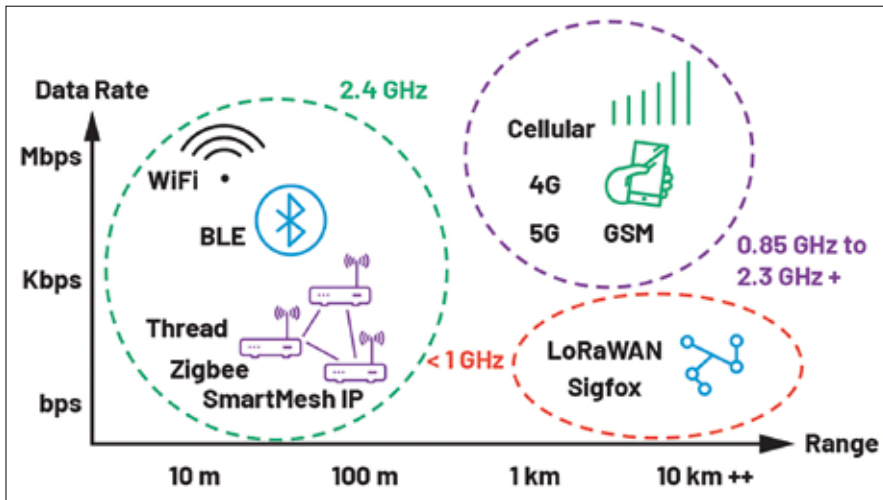 Data Rate
2.4 GHz
Mbps
WiFi
BLE
Kbps
Thread
Zigbee
SmartMesh IP
bps
Cellular
4G
5G GSM
0.85 GHz to
2.3 GHz +
< 1 GHz
LoRaWAN
Sigfox
Range
10 m 100 m 1 km 10 km ++